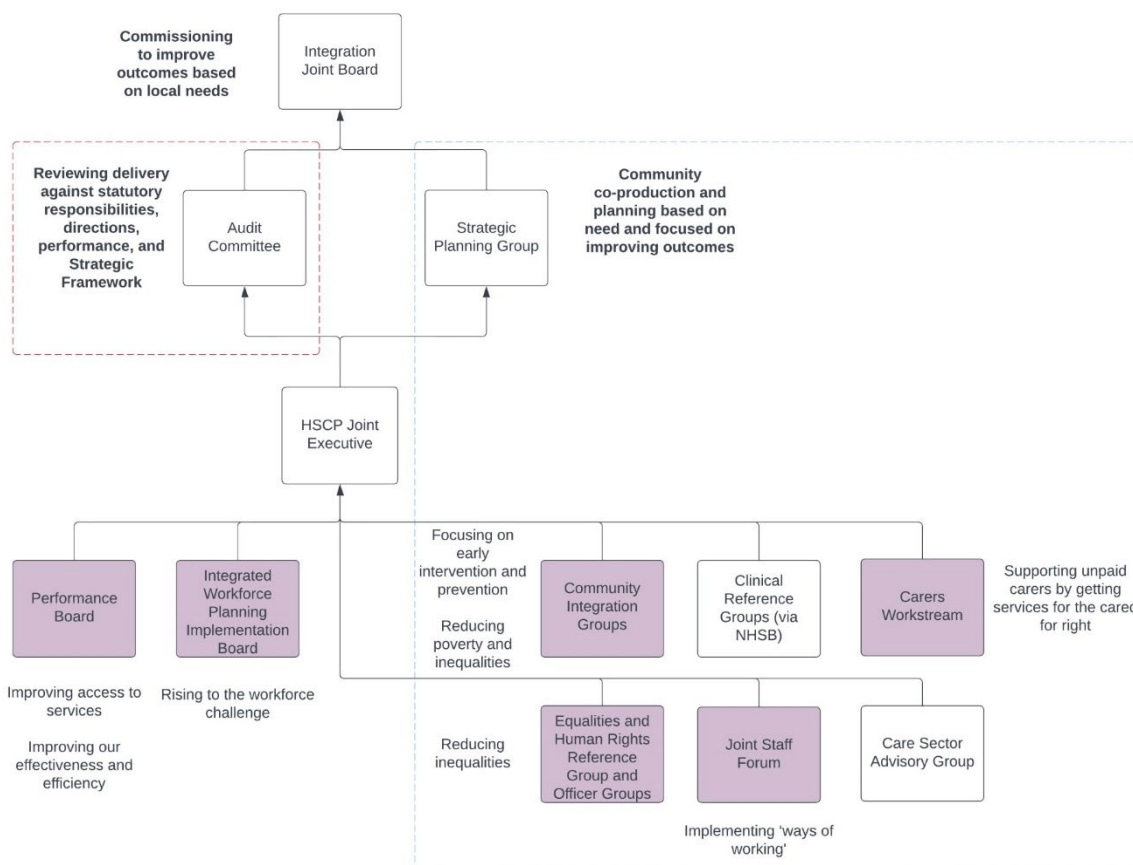 Commissioning
to improve
outcomes based
on local needs
Integration
Joint Board
Reviewing delivery
against statutory
responsibilities,
directions,
performance, and
Strategic
Framework
Audit
Committee
Strategic
Planning Group
Community
co-production and
planning based on
need and focused on
improving outcomes
HSCP Joint
Executive
Performance
Board
Integrated
Workforce
Planning
Implementation
Board
Focusing on
early
intervention and
prevention
Reducing
poverty and
inequalities
Community
Integration
Groups
Clinical
Reference
Groups (via
NHSB)
Carers
Workstream
Supporting unpaid
carers by getting
services for the cared
for right
Improving access to
services
Improving our
effectiveness and
efficiency
Rising to the workforce
challenge
Reducing
inequalities
Equalities and
Human Rights
Reference
Group and
Officer Groups
Joint Staff
Forum
Care Sector
Advisory Group
Implementing ‘ways of
working’